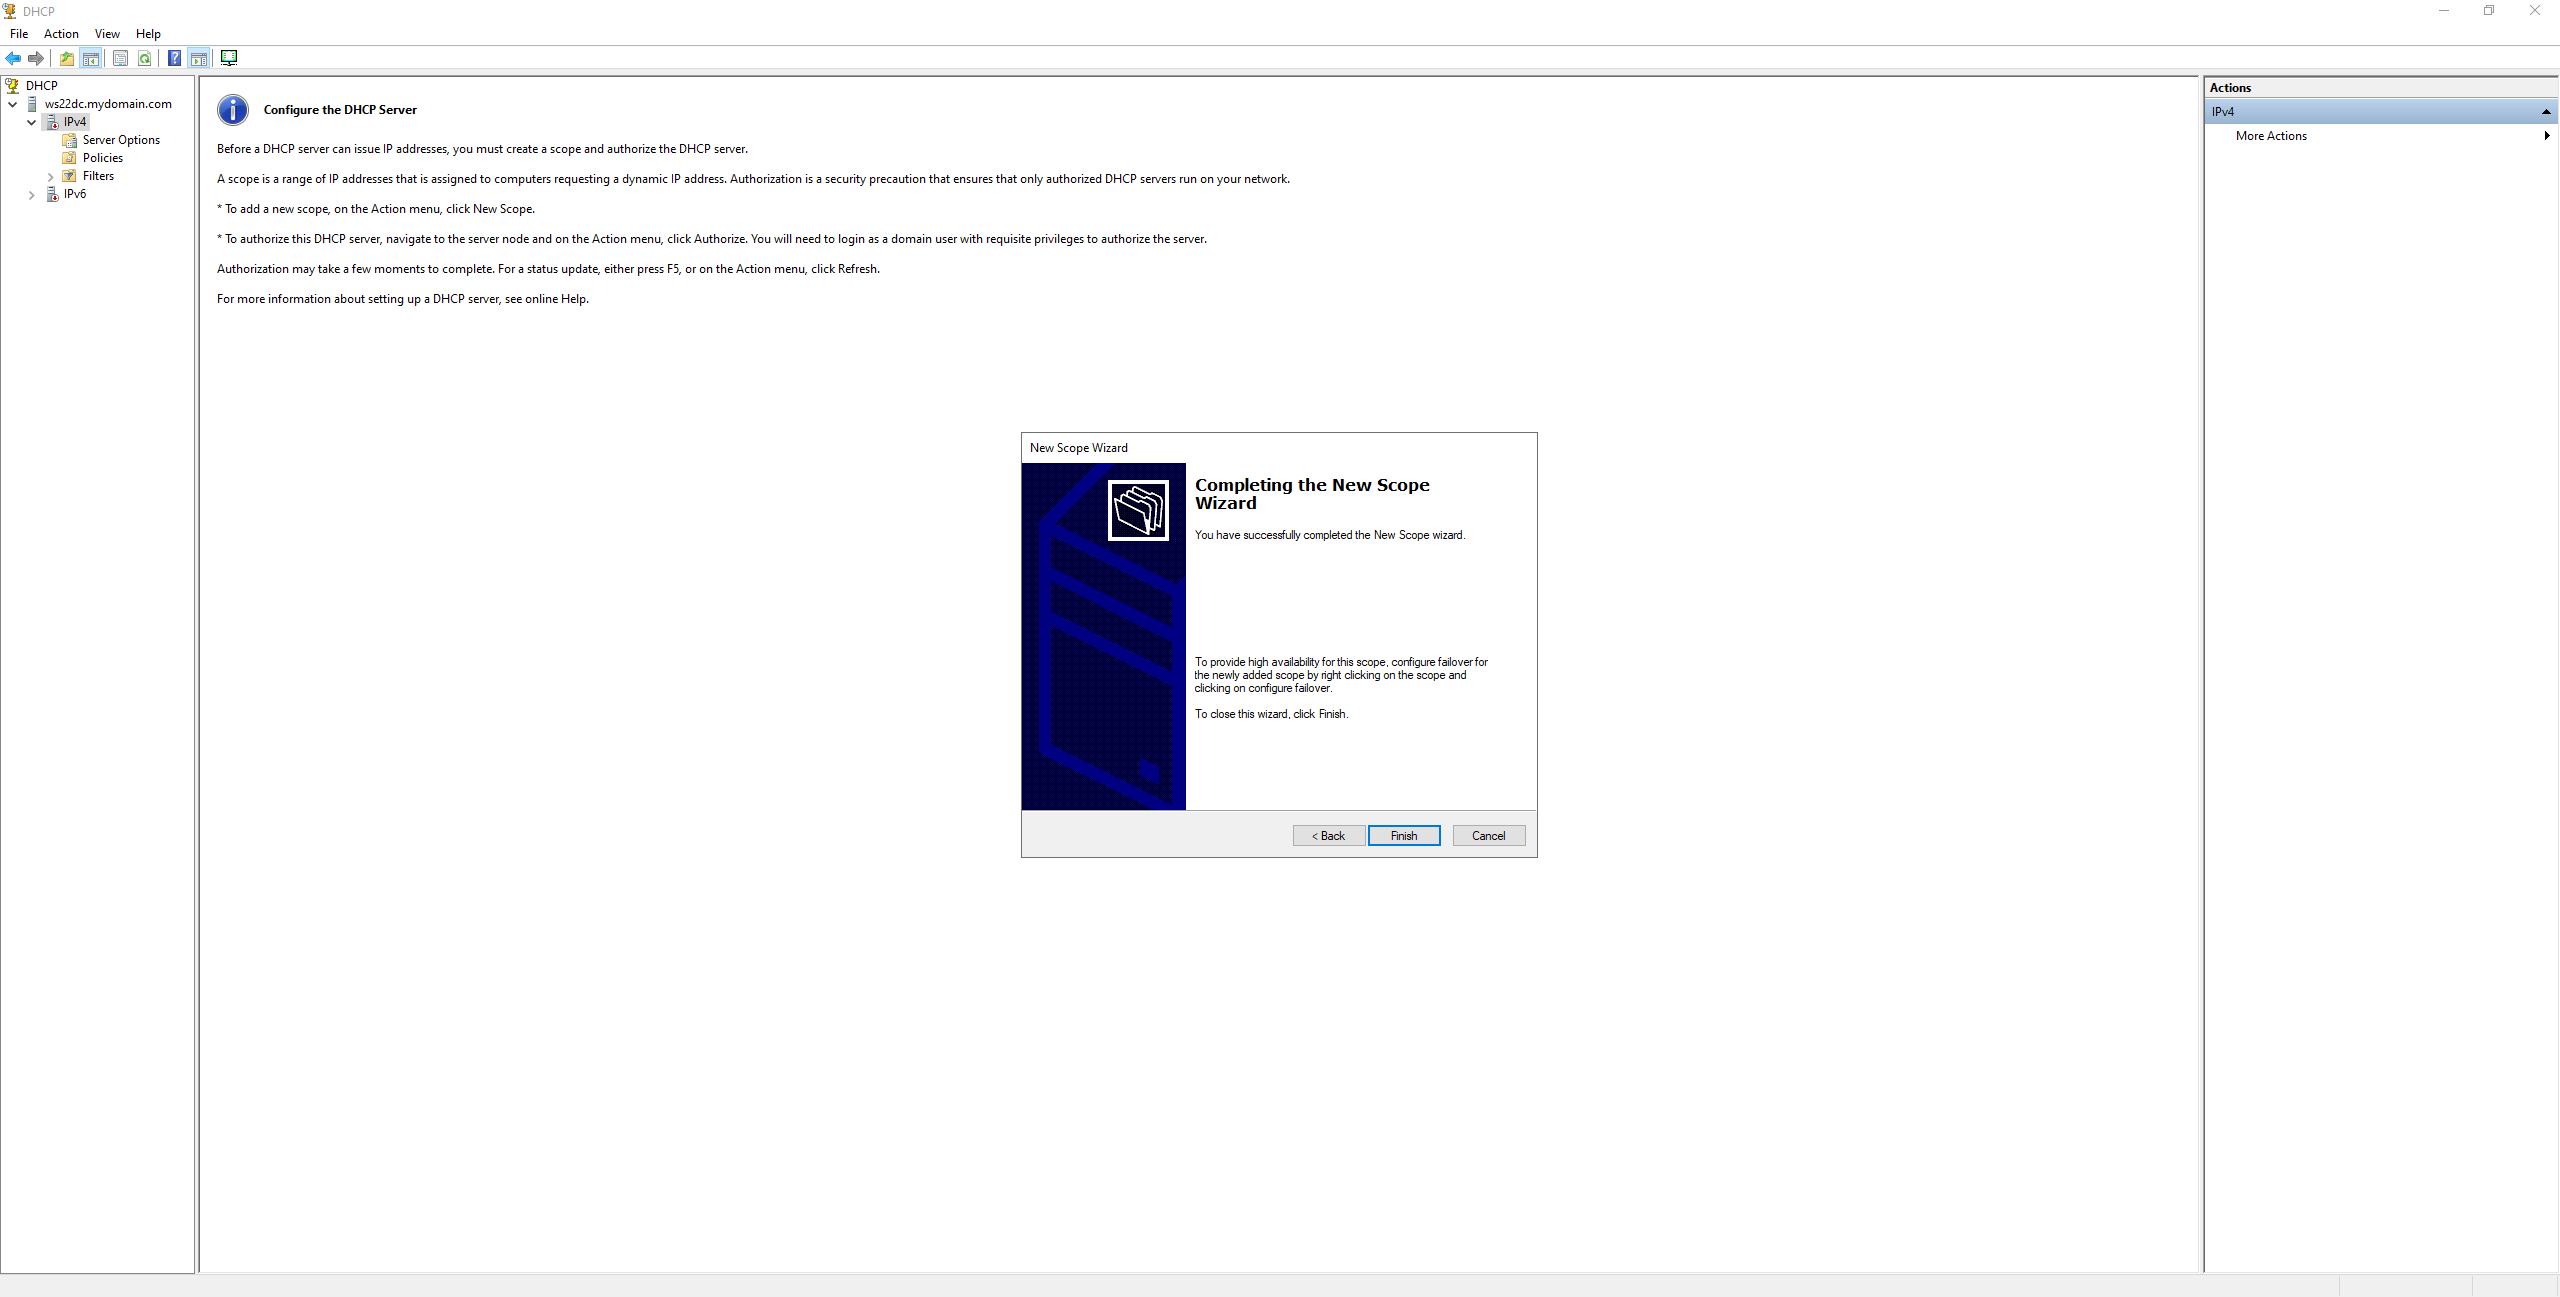 DHCP
File Action View Help
DHCP
ws22dc.mydomain.com
IPv4
Server Options
Policies
Filters
IPv6
Configure the DHCP Server
Before a DHCP server can issue IP addresses, you must create a scope and authorize the DHCP server.
A scope is a range of IP addresses that is assigned to computers requesting a dynamic IP address. Authorization is a security precaution that ensures that only authorized DHCP servers run on your network.
* To add a new scope, on the Action menu, click New Scope.
* To authorize this DHCP server, navigate to the server node and on the Action menu, click Authorize. You will need to login as a domain user with requisite privileges to authorize the server.
Authorization may take a few moments to complete. For a status update, either press F5, or on the Action menu, click Refresh.
For more information about setting up a DHCP server, see online Help.
New Scope Wizard
Completing the New Scope
Wizard
You have successfully completed the New Scope wizard.
To provide high availability for this scope, configure failover for
the newly added scope by right clicking on the scope and
clicking on configure failover.
To close this wizard, click Finish.
< Back Finish Cancel
Actions
IPv4
More Actions